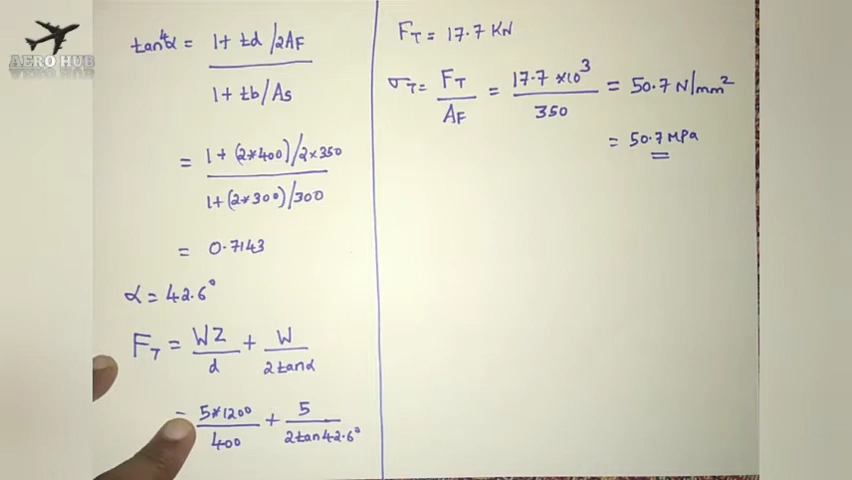 AERO HUB
tan⁴α = 1 + td/2AF
1 + tb/As
= 1 + (2*400)/2×350
1 + (2*300)/300
= 0.7143
α = 42.6°
FT = WZ/d + W/2tanα
= 5*1200/400 + 5/2tan42.6°
FT = 17.7 KN
σT = FT/AF = 17.7 *10³/350 = 50.7 N/mm²
= 50.7 MPa